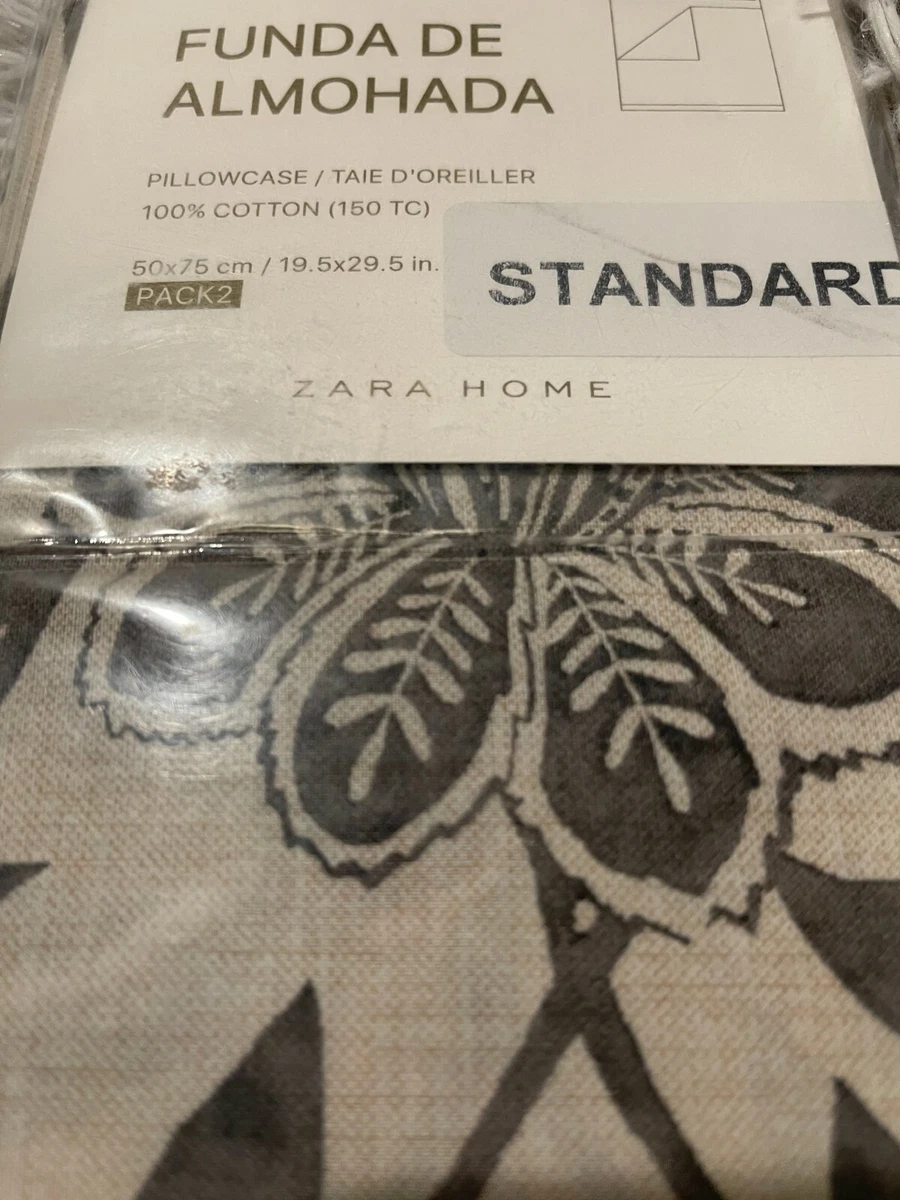 FUNDA DE
ALMOHADA
PILLOWCASE / TAIE D'OREILLER
100% COTTON (150 TC)
50x75 cm / 19.5x29.5 in.
PACK2
STANDARD
ZARA HOME